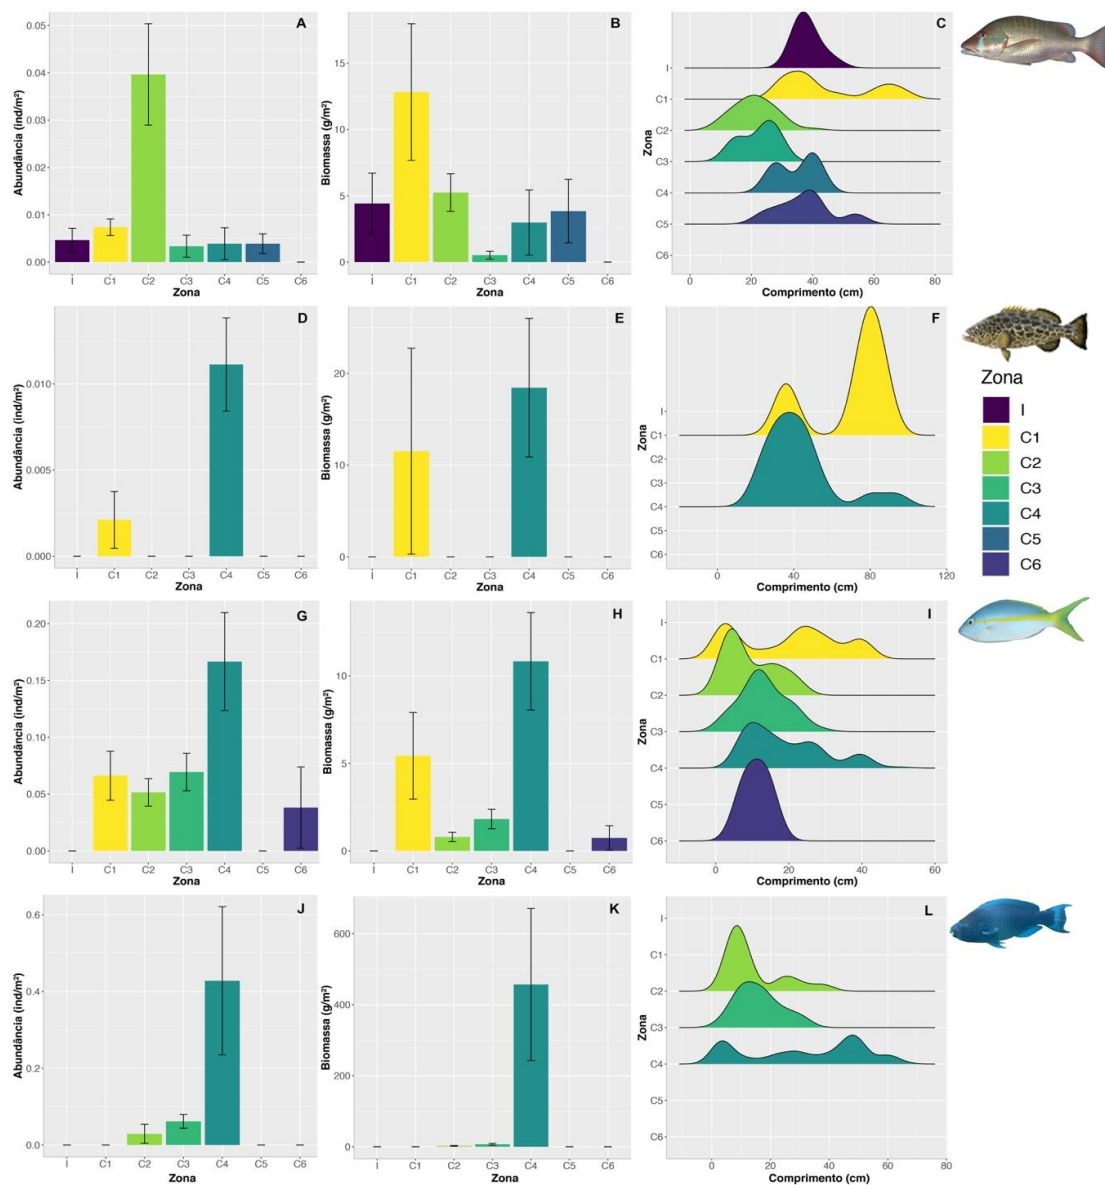 A
Abundância (ind/m²)
0.05
0.04
0.03
0.02
0.01
0.00
I C1 C2 C3 C4 C5 C6
Zona
B
Biomassa (g/m²)
15
10
5
0
I C1 C2 C3 C4 C5 C6
Zona
C
Zona
I
C1
C2
C3
C4
C5
C6
0 20 40 60 80
Comprimento (cm)
D
Abundância (ind/m²)
0.010
0.005
0.000
I C1 C2 C3 C4 C5 C6
Zona
E
Biomassa (g/m²)
20
10
0
I C1 C2 C3 C4 C5 C6
Zona
F
Zona
I
C1
C2
C3
C4
C5
C6
0 40 80 120
Comprimento (cm)
Zona
I
C1
C2
C3
C4
C5
C6
G
Abundância (ind/m²)
0.20
0.15
0.10
0.05
0.00
I C1 C2 C3 C4 C5 C6
Zona
H
Biomassa (g/m²)
10
5
0
I C1 C2 C3 C4 C5 C6
Zona
I
Zona
I
C1
C2
C3
C4
C5
C6
0 20 40 60
Comprimento (cm)
J
Abundância (ind/m²)
0.6
0.4
0.2
0.0
I C1 C2 C3 C4 C5 C6
Zona
K
Biomassa (g/m²)
600
400
200
0
I C1 C2 C3 C4 C5 C6
Zona
L
Zona
I
C1
C2
C3
C4
C5
C6
0 20 40 60 80
Comprimento (cm)